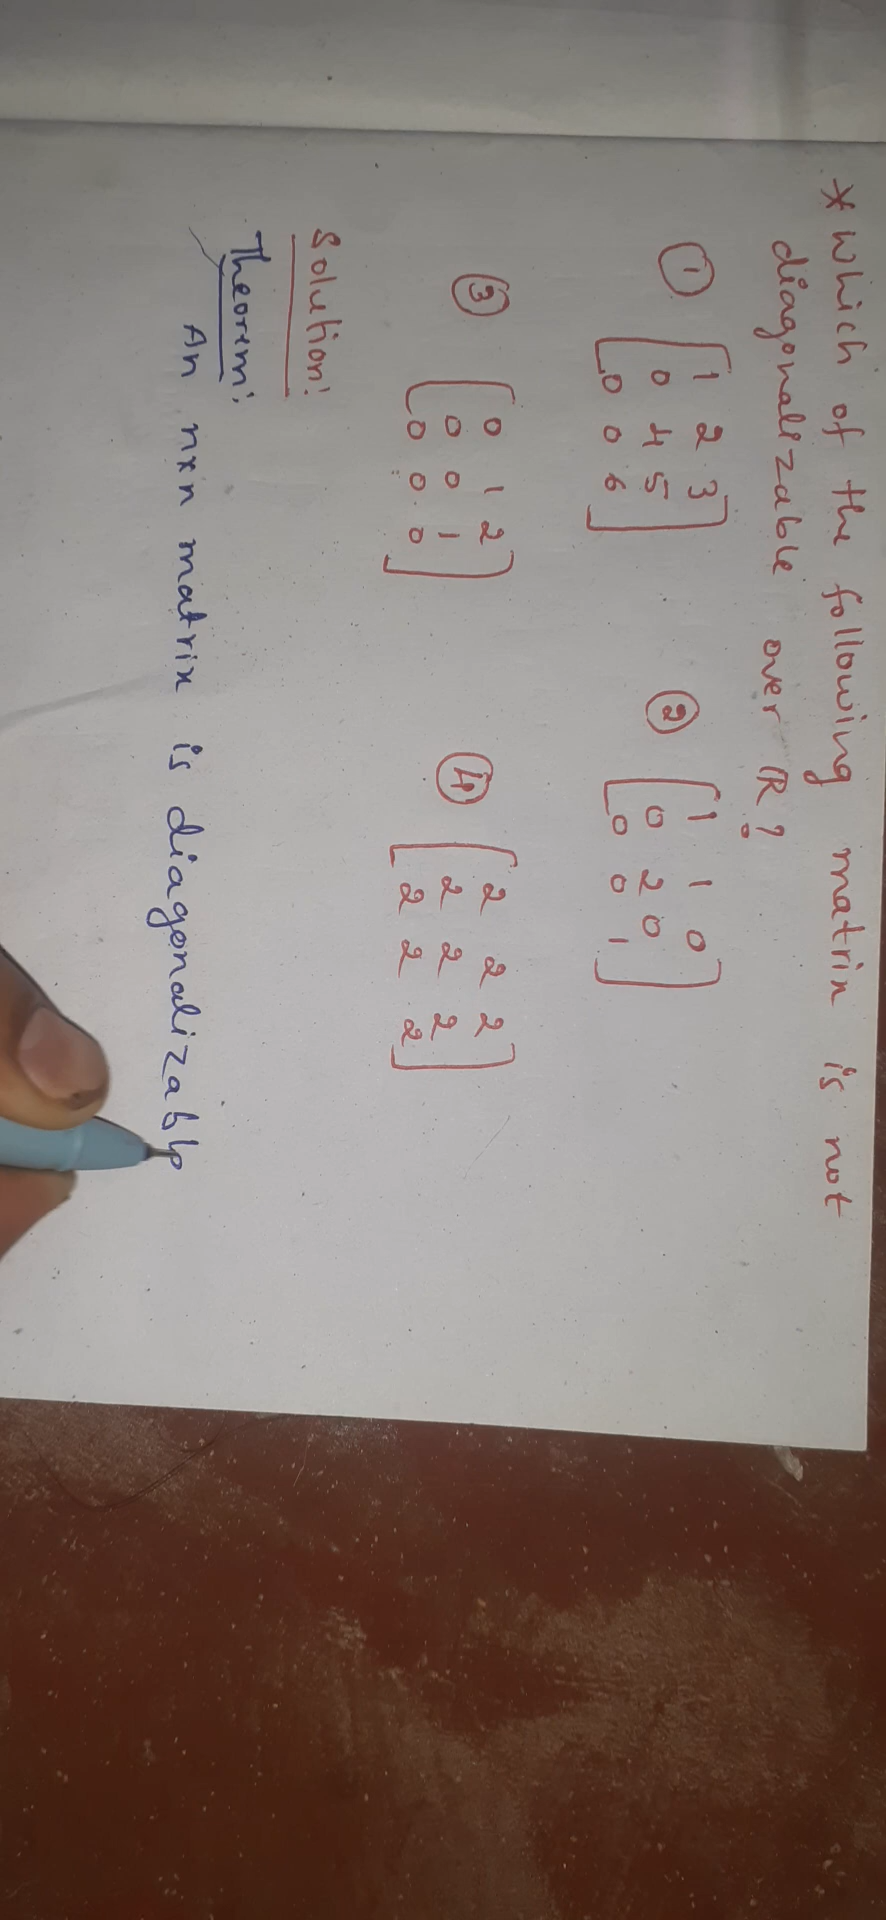 * Which of the following matrix is not
diagonalizable over R?
① [1 2 3 ② [1 1 0
0 4 5 0 2 0
0 0 6] 0 0 1]
③ [0 1 2 ④ [2 2 2
0 0 1 2 2 2
0 0 0] 2 2 2]
Solution:
Theorem:
An nxn matrix is diagonalizable